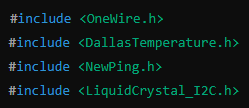 #include <OneWire.h>
#include <DallasTemperature.h>
#include <NewPing.h>
#include <LiquidCrystal_I2C.h>